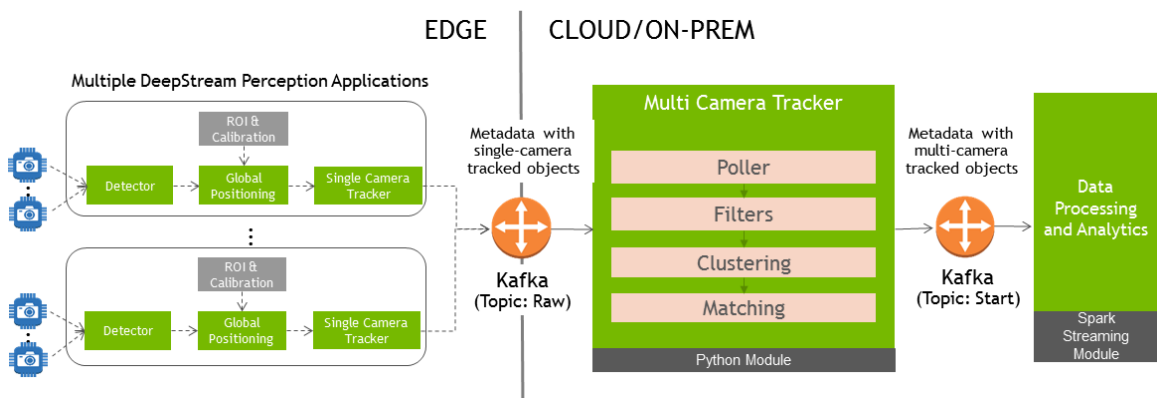 EDGE
CLOUD/ON-PREM
Multiple DeepStream Perception Applications
ROI &
Calibration
Detector
Global
Positioning
Single Camera
Tracker
ROI &
Calibration
Detector
Global
Positioning
Single Camera
Tracker
Metadata with
single-camera
tracked objects
Kafka
(Topic: Raw)
Multi Camera Tracker
Poller
Filters
Clustering
Matching
Python Module
Metadata with
multi-camera
tracked objects
Kafka
(Topic: Start)
Data
Processing
and Analytics
Spark
Streaming
Module